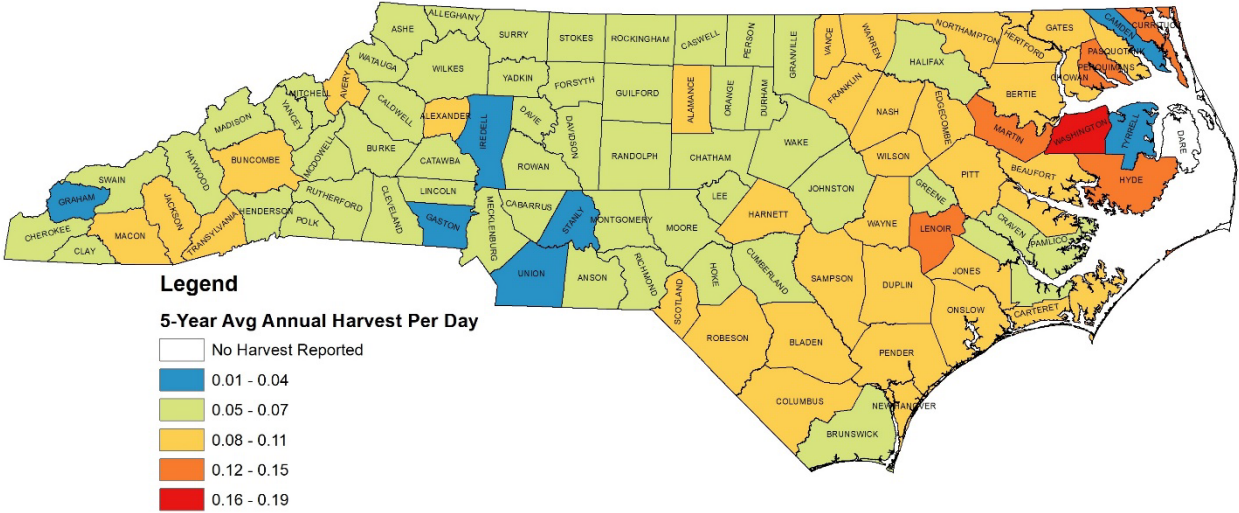 ALLEGHANY
ASHE
SURRY
STOKES
ROCKINGHAM
CASWELL
PERSON
GRANVILLE
VANCE
WARREN
NORTHAMPTON
GATES
CAMDEN
CURRITUCK
HERTFORD
PASQUOTANK
PERQUIMANS
CHOWAN
WATAUGA
WILKES
YADKIN
FORSYTH
GUILFORD
ALAMANCE
ORANGE
DURHAM
FRANKLIN
HALIFAX
BERTIE
MITCHELL
AVERY
YANCEY
CALDWELL
ALEXANDER
IREDELL
DAVIE
DAVIDSON
NASH
EDGECOMBE
MARTIN
WASHINGTON
TYRRELL
DARE
MADISON
BURKE
CATAWBA
ROWAN
RANDOLPH
CHATHAM
WAKE
WILSON
PITT
BEAUFORT
HYDE
HAYWOOD
BUNCOMBE
MCDOWELL
SWAIN
GRAHAM
JACKSON
RUTHERFORD
CLEVELAND
LINCOLN
GASTON
MECKLENBURG
CABARRUS
STANLY
MONTGOMERY
MOORE
LEE
HARNETT
JOHNSTON
WAYNE
GREENE
LENOIR
CRAVEN
PAMLICO
CHEROKEE
CLAY
MACON
TRANSYLVANIA
HENDERSON
POLK
UNION
ANSON
RICHMOND
HOKE
CUMBERLAND
SAMPSON
DUPLIN
JONES
CARTERET
SCOTLAND
ROBESON
BLADEN
PENDER
ONSLOW
COLUMBUS
NEW HANOVER
BRUNSWICK
Legend
5-Year Avg Annual Harvest Per Day
No Harvest Reported
0.01 - 0.04
0.05 - 0.07
0.08 - 0.11
0.12 - 0.15
0.16 - 0.19